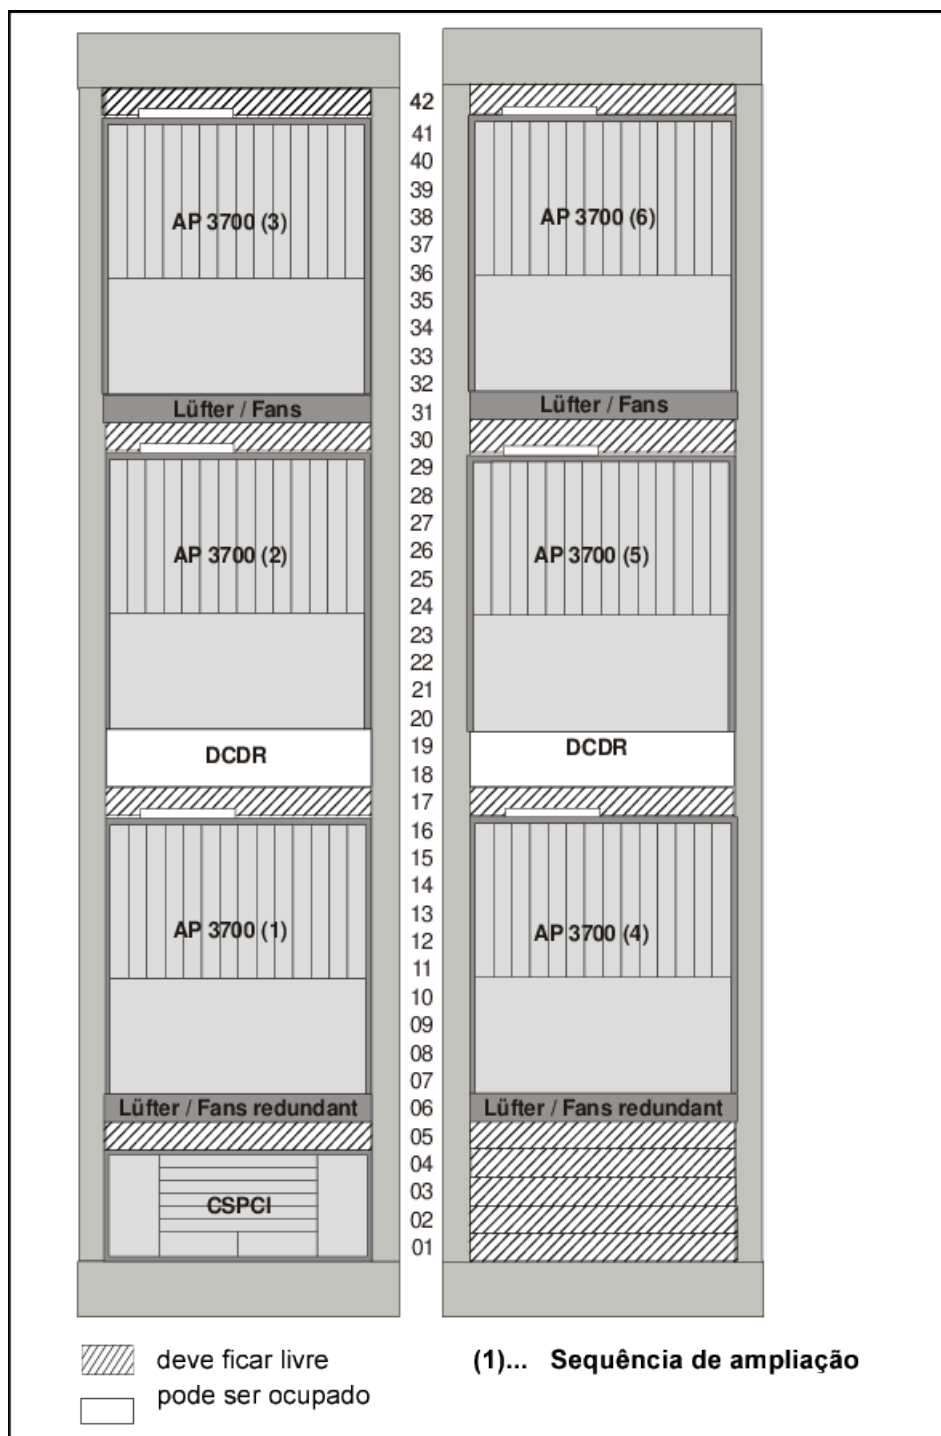 42
41
40
39
AP 3700 (3)
38
AP 3700 (6)
37
36
35
34
33
32
Lüfter / Fans
31
Lüfter / Fans
30
29
28
27
AP 3700 (2)
26
AP 3700 (5)
25
24
23
22
21
20
DCDR
19
DCDR
18
17
16
15
14
13
AP 3700 (1)
12
AP 3700 (4)
11
10
09
08
07
Lüfter / Fans redundant
06
Lüfter / Fans redundant
05
04
03
CSPCI
02
01
deve ficar livre
(1)... Sequência de ampliação
pode ser ocupado